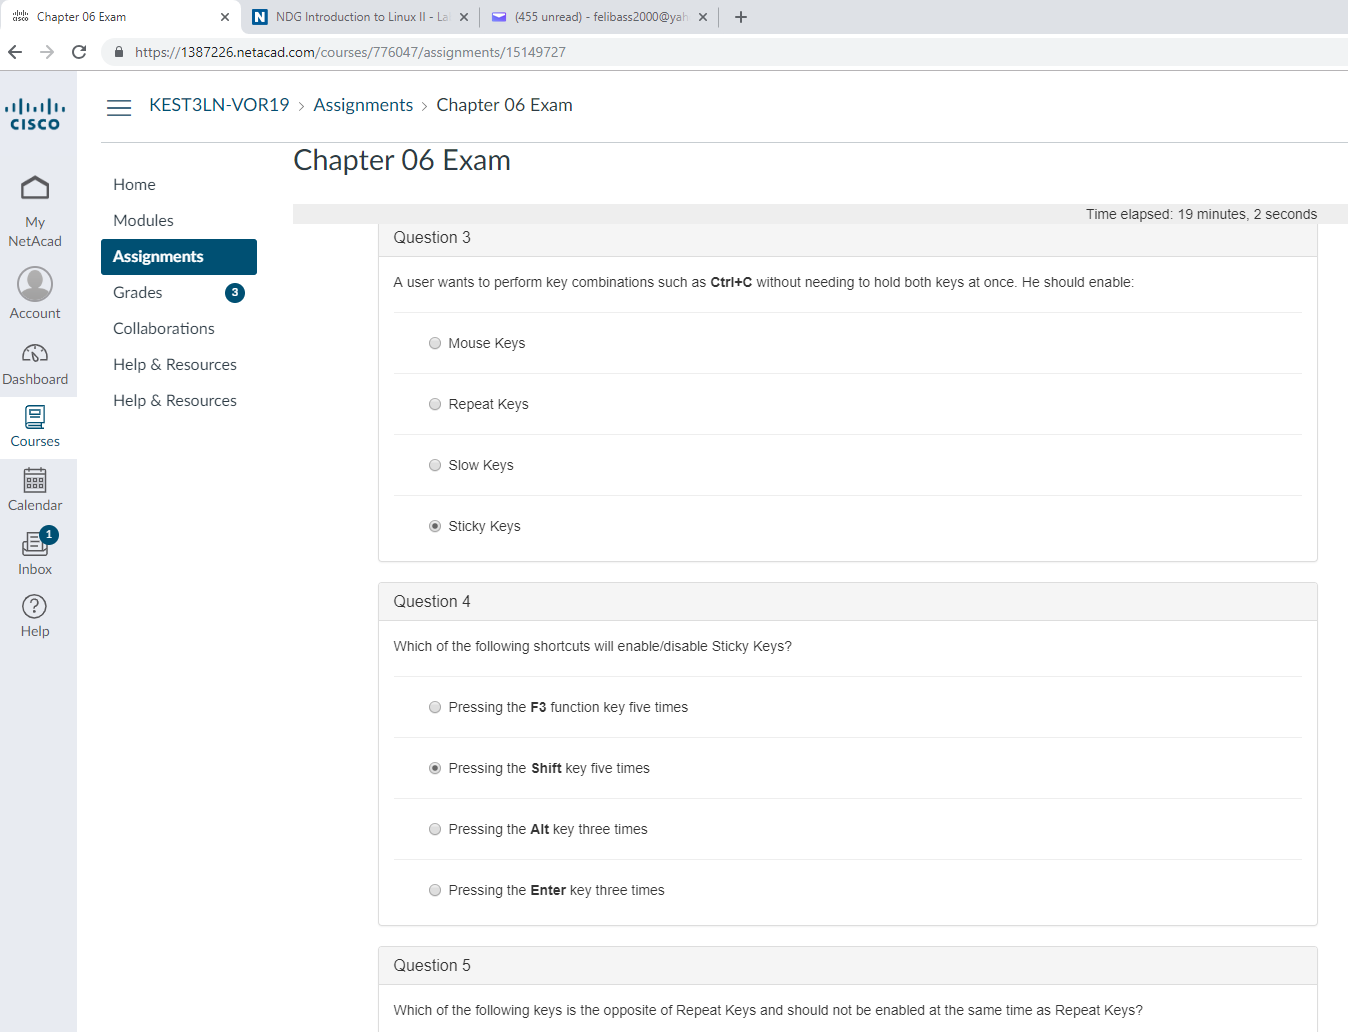 Chapter 06 Exam
NDG Introduction to Linux II - La
(455 unread) - felibass2000@yah
https://1387226.netacad.com/courses/776047/assignments/15149727
CISCO
KEST3LN-VOR19 > Assignments > Chapter 06 Exam
My
NetAcad
Account
Dashboard
Courses
Calendar
1
Inbox
Help
Home
Modules
Assignments
Grades 3
Collaborations
Help & Resources
Help & Resources
Chapter 06 Exam
Time elapsed: 19 minutes, 2 seconds
Question 3
A user wants to perform key combinations such as Ctrl+C without needing to hold both keys at once. He should enable:
Mouse Keys
Repeat Keys
Slow Keys
Sticky Keys
Question 4
Which of the following shortcuts will enable/disable Sticky Keys?
Pressing the F3 function key five times
Pressing the Shift key five times
Pressing the Alt key three times
Pressing the Enter key three times
Question 5
Which of the following keys is the opposite of Repeat Keys and should not be enabled at the same time as Repeat Keys?